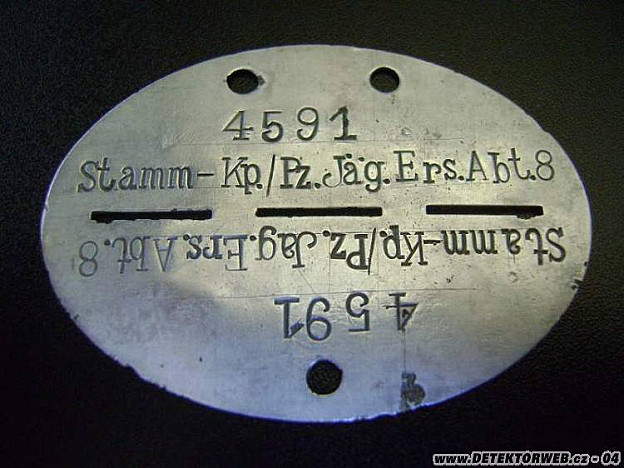 4591
Stamm-Kp./Pz.Jäg.Ers.Abt.8
Stamm-Kp./Pz.Jag.Ers.Abt.8
4591
www.DETEKTORWEB.cz - 04